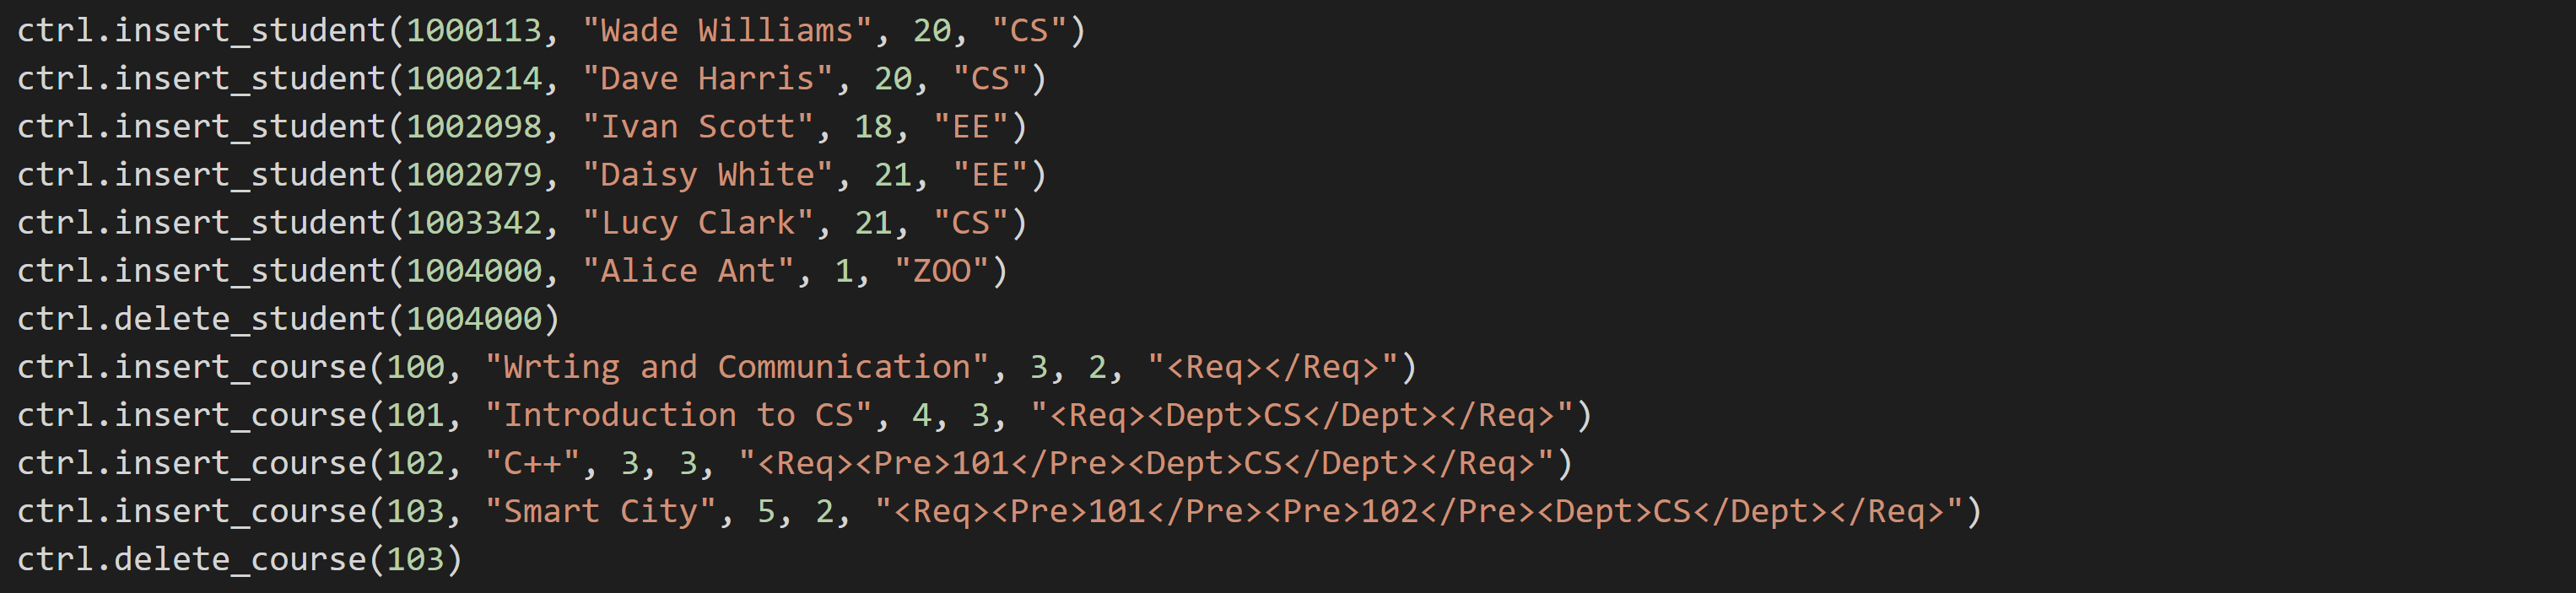 ctrl.insert_student(1000113, "Wade Williams", 20, "CS")
ctrl.insert_student(1000214, "Dave Harris", 20, "CS")
ctrl.insert_student(1002098, "Ivan Scott", 18, "EE")
ctrl.insert_student(1002079, "Daisy White", 21, "EE")
ctrl.insert_student(1003342, "Lucy Clark", 21, "CS")
ctrl.insert_student(1004000, "Alice Ant", 1, "ZOO")
ctrl.delete_student(1004000)
ctrl.insert_course(100, "Wrting and Communication", 3, 2, "<Req></Req>")
ctrl.insert_course(101, "Introduction to CS", 4, 3, "<Req><Dept>CS</Dept></Req>")
ctrl.insert_course(102, "C++", 3, 3, "<Req><Pre>101</Pre><Dept>CS</Dept></Req>")
ctrl.insert_course(103, "Smart City", 5, 2, "<Req><Pre>101</Pre><Pre>102</Pre><Dept>CS</Dept></Req>")
ctrl.delete_course(103)